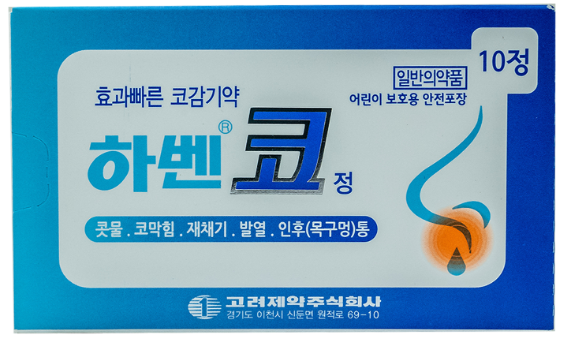 10정
일반의약품
어린이 보호용 안전포장
효과빠른 코감기약
하벤® 코 정
콧물 . 코막힘 . 재채기 . 발열 . 인후(목구멍)통
고려제약주식회사
경기도 이천시 신둔면 원적로 69-10